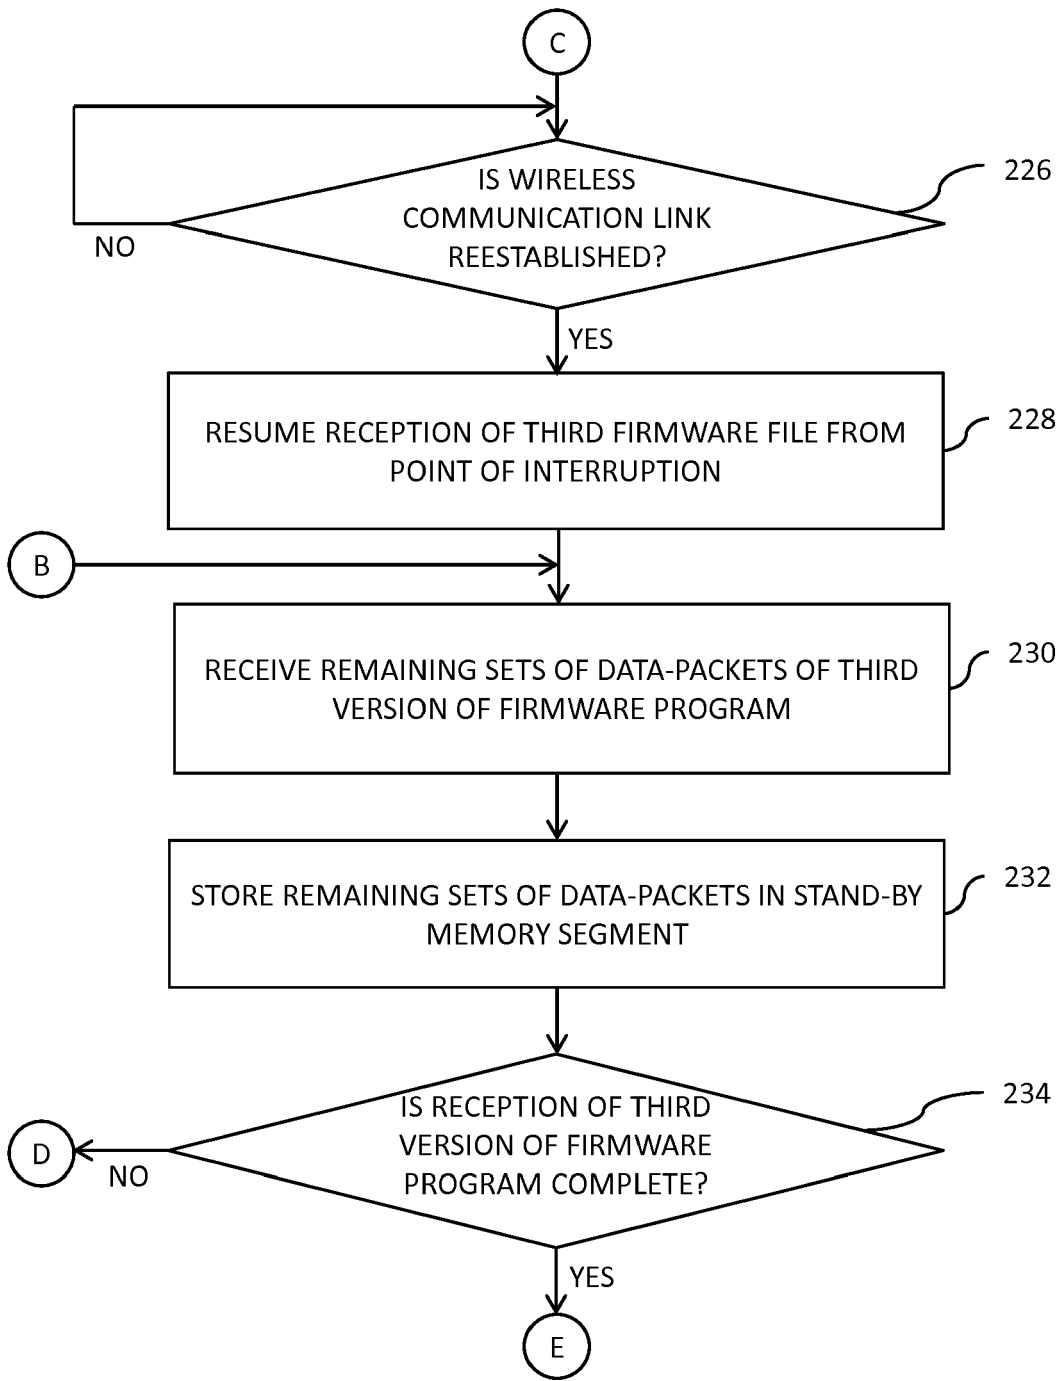 C
IS WIRELESS
COMMUNICATION LINK
REESTABLISHED?
226
NO
YES
RESUME RECEPTION OF THIRD FIRMWARE FILE FROM
POINT OF INTERRUPTION
228
B
RECEIVE REMAINING SETS OF DATA-PACKETS OF THIRD
VERSION OF FIRMWARE PROGRAM
230
STORE REMAINING SETS OF DATA-PACKETS IN STAND-BY
MEMORY SEGMENT
232
IS RECEPTION OF THIRD
VERSION OF FIRMWARE
PROGRAM COMPLETE?
234
D
NO
YES
E